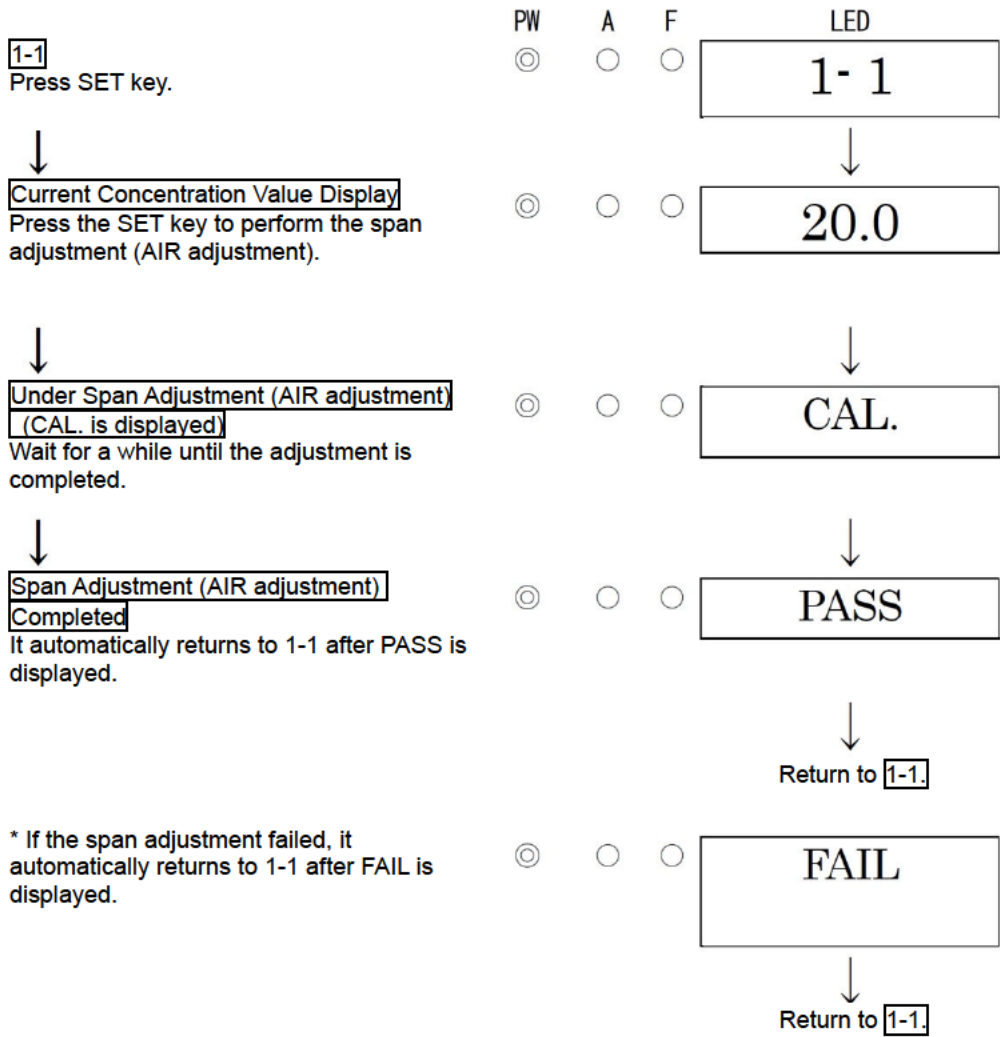 PW A F LED
1-1
Press SET key.
1- 1
Current Concentration Value Display
Press the SET key to perform the span
adjustment (AIR adjustment).
20.0
Under Span Adjustment (AIR adjustment)
(CAL. is displayed)
Wait for a while until the adjustment is
completed.
CAL.
Span Adjustment (AIR adjustment)
Completed
It automatically returns to 1-1 after PASS is
displayed.
PASS
Return to 1-1.
* If the span adjustment failed, it
automatically returns to 1-1 after FAIL is
displayed.
FAIL
Return to 1-1.